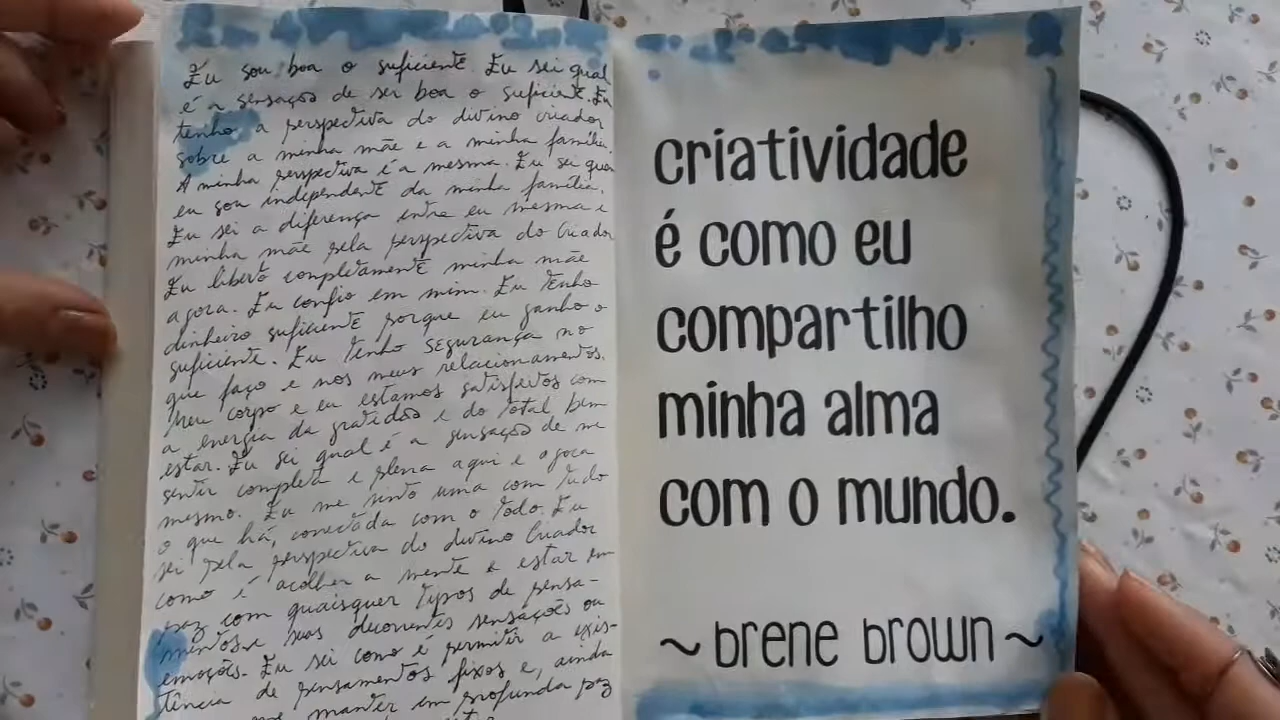 Eu sou boa o suficiente. Eu sei qual
é a sensação de ser boa o suficiente. Eu
tenho a perspectiva do divino criador
sobre a minha mãe e a minha família.
A minha perspectiva é a mesma. Eu sei que
eu sou independente da minha família.
Eu sei a diferença entre eu mesma e
minha mãe pela perspectiva do Criador
Eu liberto completamente minha mãe
agora. Eu confio em mim. Eu tenho
dinheiro suficiente porque eu ganho o
suficiente. Eu tenho segurança no
que faço e nos meus relacionamentos.
Meu corpo e eu estamos satisfeitos com
a energia da gratidão e do total bem
estar. Eu sei qual é a sensação de me
sentir completa e plena aqui e agora
mesmo. Eu me sinto uma com tudo
o que há, conectada com o todo. Eu
sei pela perspectiva do divino Criador
como é acolher a mente e estar em
paz com quaisquer tipos de pensa-
mentos e suas decorrentes sensações ou
emoções. Eu sei como é permitir a exis-
tência de pensamentos fixos e, ainda
manter em profunda paz
criatividade
é como eu
compartilho
minha alma
com o mundo.
~ brene brown ~